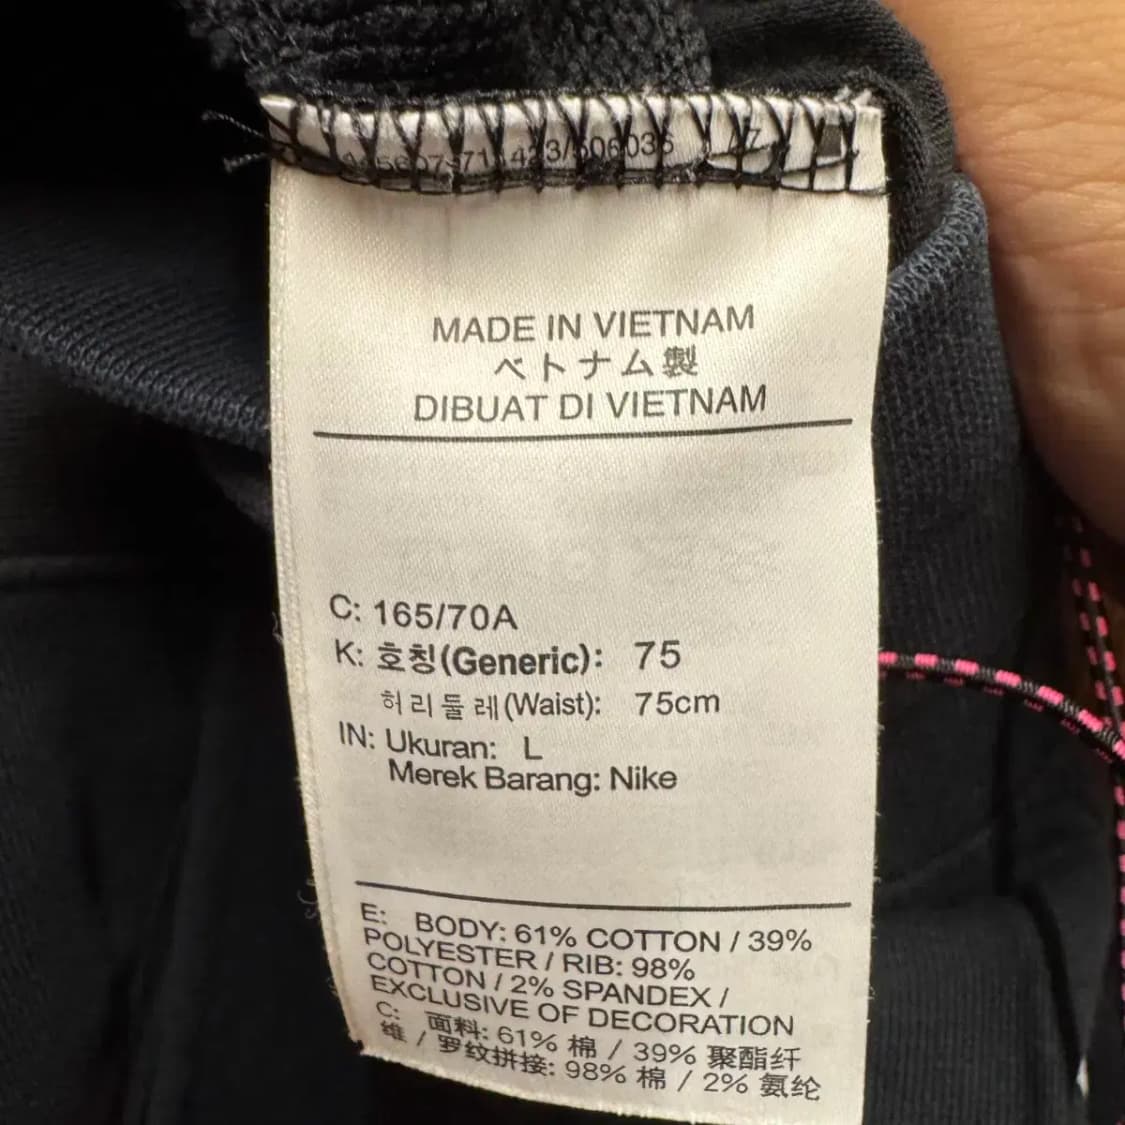 MADE IN VIETNAM
ベトナム製
DIBUAT DI VIETNAM
C: 165/70A
K: 호칭(Generic): 75
허리둘레(Waist): 75cm
IN: Ukuran: L
Merek Barang: Nike
E: BODY: 61% COTTON / 39%
POLYESTER / RIB: 98%
COTTON / 2% SPANDEX /
EXCLUSIVE OF DECORATION
C: 面料: 61% 棉 / 39% 聚酯纤
维 / 罗纹拼接: 98% 棉 / 2% 氨纶